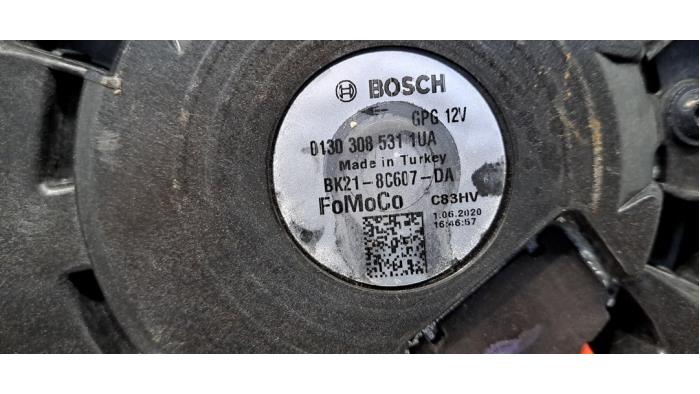 BOSCH
GPG 12V
0130 308 531 1UA
Made in Turkey
BK21-8C607-DA
FoMoCo C83HV
1.06.2020
16:46:57